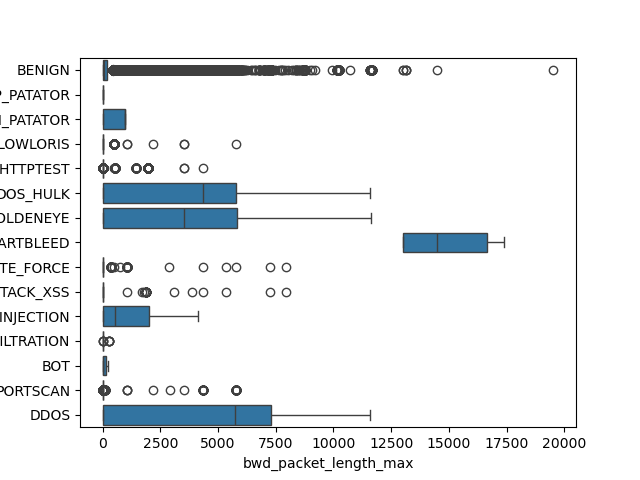 BENIGN
P_PATATOR
H_PATATOR
LOWLORIS
HTTPTEST
DOS_HULK
OLDENEYE
ARTBLEED
TE_FORCE
TACK_XSS
INJECTION
ILTRATION
BOT
PORTSCAN
DDOS
0 2500 5000 7500 10000 12500 15000 17500 20000
bwd_packet_length_max